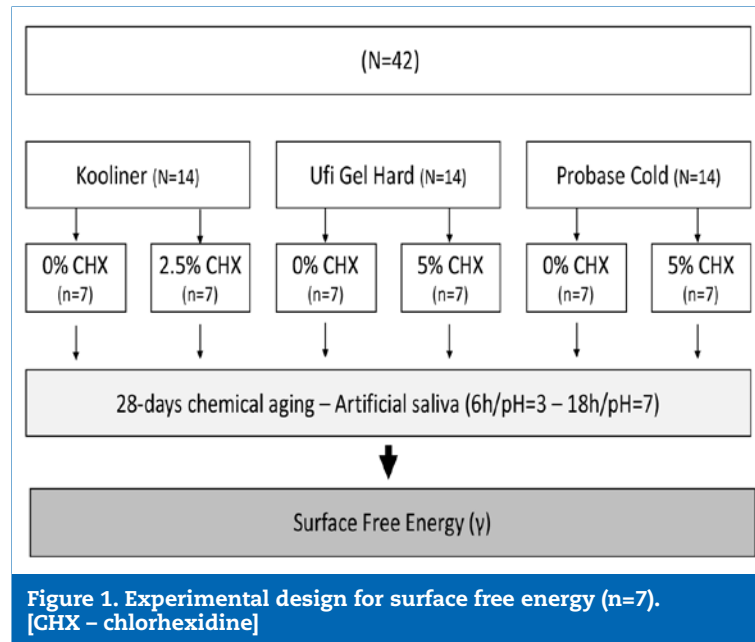 (N=42)
Kooliner (N=14) Ufi Gel Hard (N=14) Probase Cold (N=14)
0% CHX 2.5% CHX 0% CHX 5% CHX 0% CHX 5% CHX
(n=7) (n=7) (n=7) (n=7) (n=7) (n=7)
28-days chemical aging – Artificial saliva (6h/pH=3 – 18h/pH=7)
Surface Free Energy (γ)
Figure 1. Experimental design for surface free energy (n=7).
[CHX – chlorhexidine]